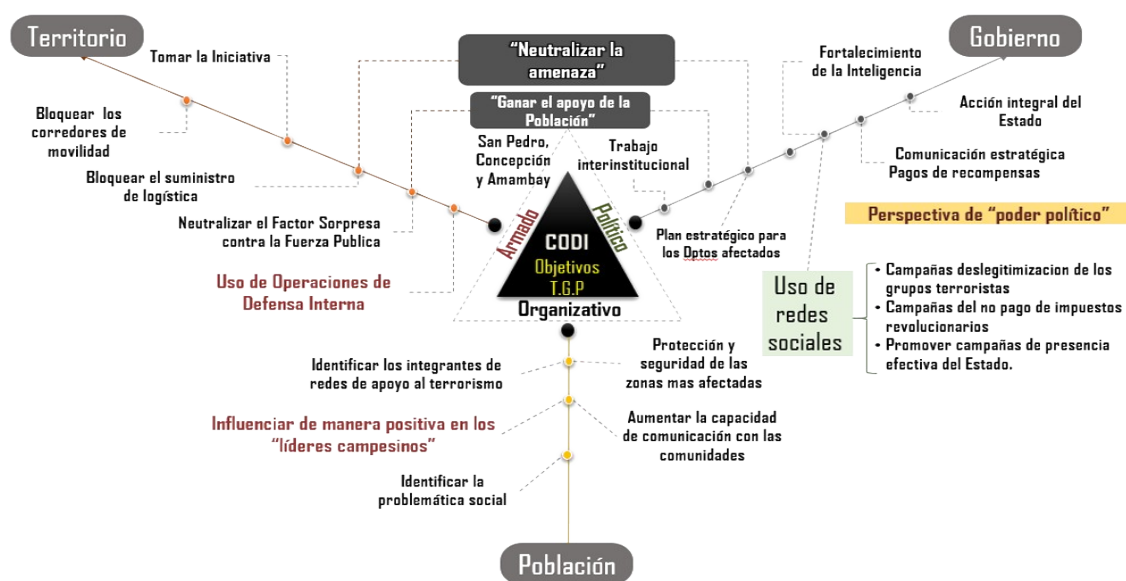 Territorio
Tomar la Iniciativa
Bloquear los
corredores de
movilidad
Bloquear el suministro
de logística
Neutralizar el Factor Sorpresa
contra la Fuerza Publica
Uso de Operaciones de
Defensa Interna
“Neutralizar la
amenaza”
“Ganar el apoyo de la
Población”
San Pedro,
Concepción
y Amambay
Trabajo
interinstitucional
Armado
Político
CODI
Objetivos
T.G.P
Organizativo
Gobierno
Fortalecimiento
de la Inteligencia
Acción integral del
Estado
Comunicación estratégica
Pagos de recompensas
Plan estratégico para
los Dptos afectados
Perspectiva de “poder político”
Uso de
redes
sociales
• Campañas deslegitimizacion de los
grupos terroristas
• Campañas del no pago de impuestos
revolucionarios
• Promover campañas de presencia
efectiva del Estado.
Identificar los integrantes de
redes de apoyo al terrorismo
Protección y
seguridad de las
zonas mas afectadas
Influenciar de manera positiva en los
“líderes campesinos”
Aumentar la capacidad
de comunicación con las
comunidades
Identificar la
problemática social
Población